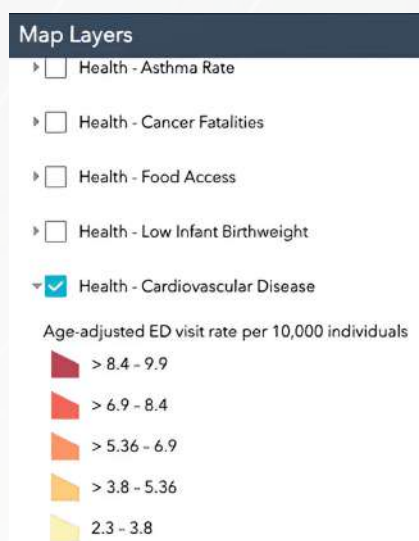 Map Layers
Health - Asthma Rate
Health - Cancer Fatalities
Health - Food Access
Health - Low Infant Birthweight
Health - Cardiovascular Disease
Age-adjusted ED visit rate per 10,000 individuals
> 8.4 – 9.9
> 6.9 – 8.4
> 5.36 – 6.9
> 3.8 – 5.36
2.3 – 3.8